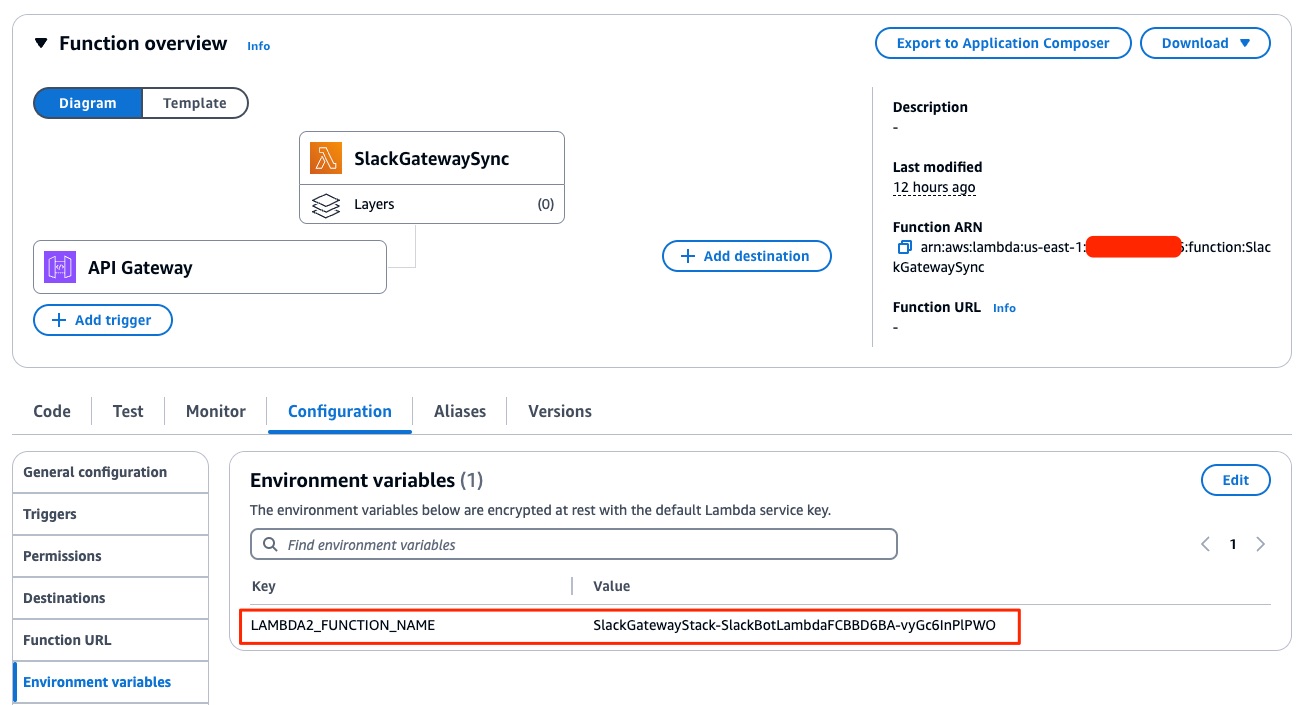 Function overview Info
Export to Application Composer
Download
Diagram
Template
SlackGatewaySync
Layers (0)
API Gateway
Add trigger
Add destination
Description
-
Last modified
12 hours ago
Function ARN
arn:aws:lambda:us-east-1: :function:Slac
kGatewaySync
Function URL Info
-
Code
Test
Monitor
Configuration
Aliases
Versions
General configuration
Triggers
Permissions
Destinations
Function URL
Environment variables
Environment variables (1)
Edit
The environment variables below are encrypted at rest with the default Lambda service key.
Find environment variables
1
Key Value
LAMBDA2_FUNCTION_NAME SlackGatewayStack-SlackBotLambdaFCBBD6BA-vyGc6InPlPWO